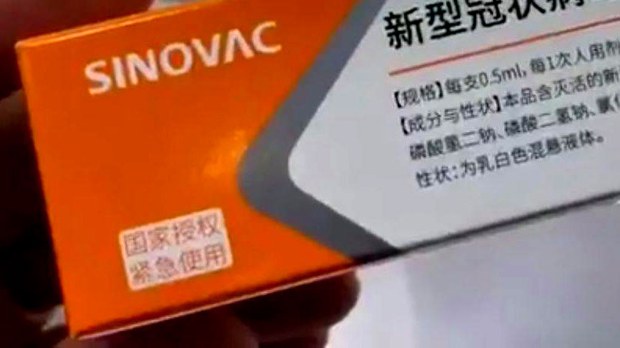 SINOVAC
新型冠状病
【规格】每支0.5ml，每1次人用剂
【成分与性状】本品含灭活的新
磷酸氢二钠、磷酸二氢钠、氯化
性状：为乳白色混悬液体。
国家授权
紧急使用